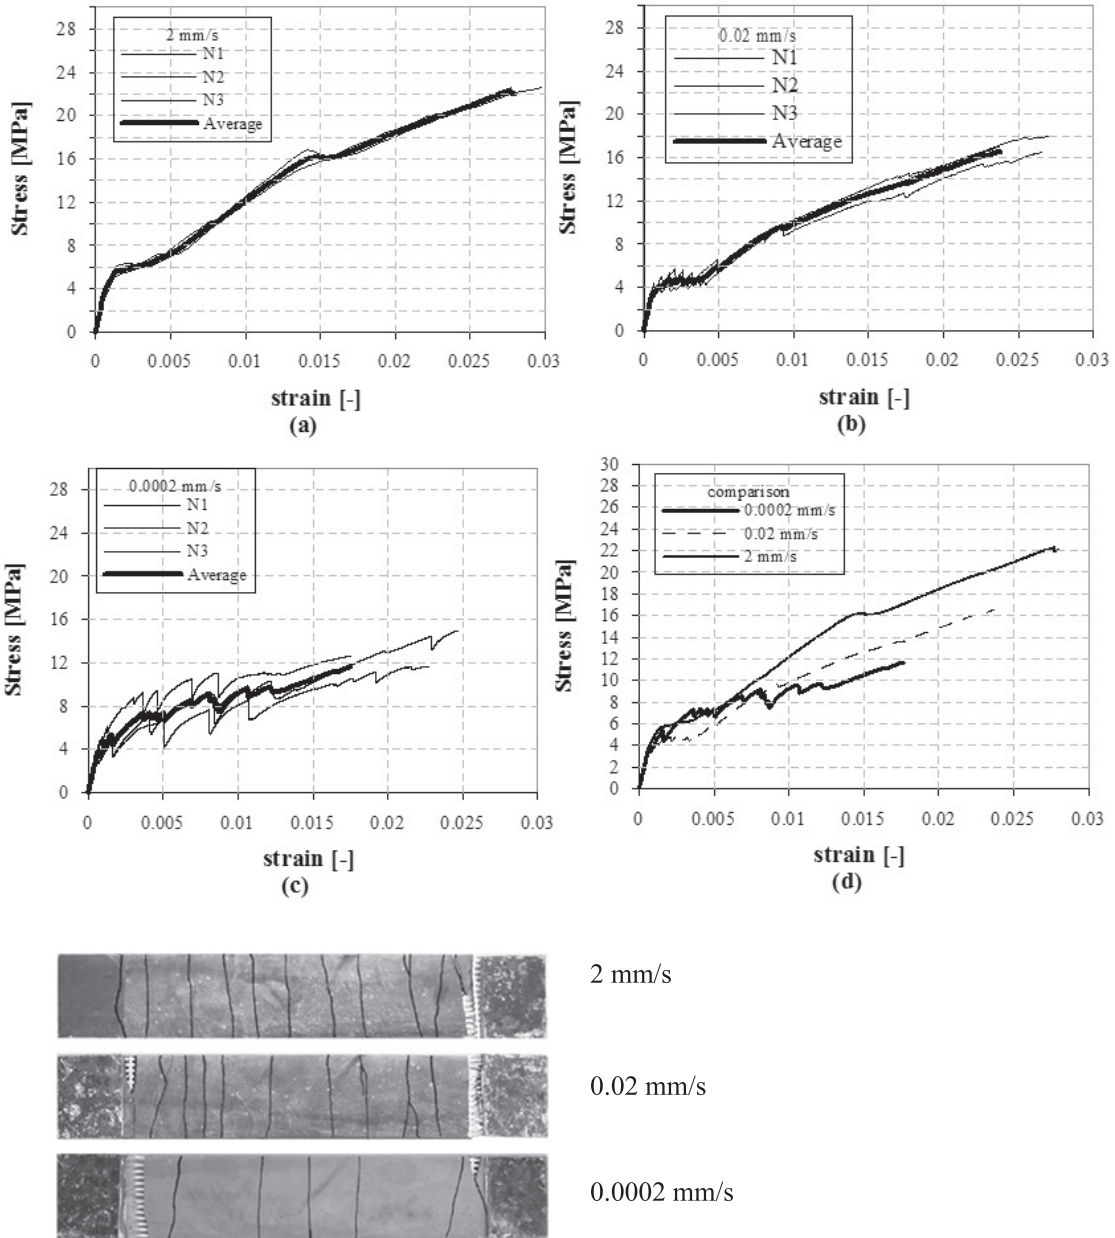 28
24
20
16
12
8
4
0
Stress [MPa]
2 mm/s
N1
N2
N3
Average
0 0.005 0.01 0.015 0.02 0.025 0.03
strain [-]
(a)
28
24
20
16
12
8
4
0
Stress [MPa]
0.02 mm/s
N1
N2
N3
Average
0 0.005 0.01 0.015 0.02 0.025 0.03
strain [-]
(b)
28
24
20
16
12
8
4
0
Stress [MPa]
0.0002 mm/s
N1
N2
N3
Average
0 0.005 0.01 0.015 0.02 0.025 0.03
strain [-]
(c)
30
28
26
24
22
20
18
16
14
12
10
8
6
4
2
0
Stress [MPa]
comparison
0.0002 mm/s
0.02 mm/s
2 mm/s
0 0.005 0.01 0.015 0.02 0.025 0.03
strain [-]
(d)
2 mm/s
0.02 mm/s
0.0002 mm/s